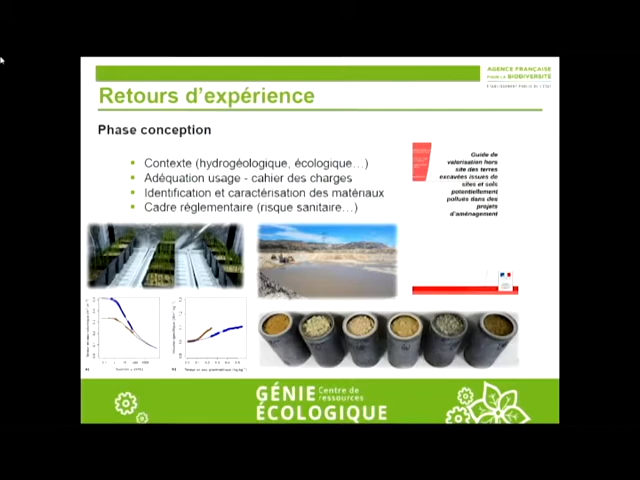 AGENCE FRANÇAISE
POUR LA BIODIVERSITÉ
Retours d'expérience
Phase conception
Contexte (hydrogéologique, écologique…)
Adéquation usage - cahier des charges
Identification et caractérisation des matériaux
Cadre réglementaire (risque sanitaire…)
Guide de
valorisation hors
site des terres
excavées issues de
sites et sols
potentiellement
pollués dans des
projets
d'aménagement
GÉNIE
ÉCOLOGIQUE
Centre de
ressources